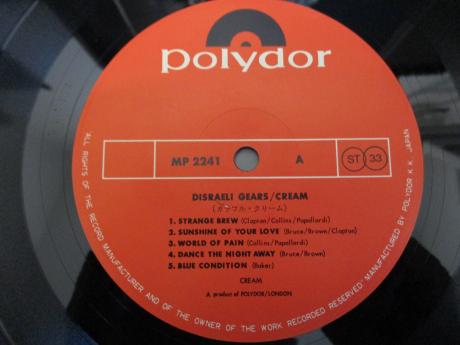 polydor
MP 2241 A ST 33
DISRAELI GEARS/CREAM
(カラフル・クリーム)
1. STRANGE BREW (Clapton/Collins/Pappallardi)
2. SUNSHINE OF YOUR LOVE (Bruce/Brown/Clapton)
3. WORLD OF PAIN (Collins/Pappallardi)
4. DANCE THE NIGHT AWAY (Bruce/Brown)
5. BLUE CONDITION (Baker)
CREAM
A product of POLYDOR/LONDON
ALL RIGHTS OF THE RECORD MANUFACTURER AND OF THE OWNER OF THE WORK RECORDED RESERVED· MANUFACTURED BY POLYDOR K.K. JAPAN